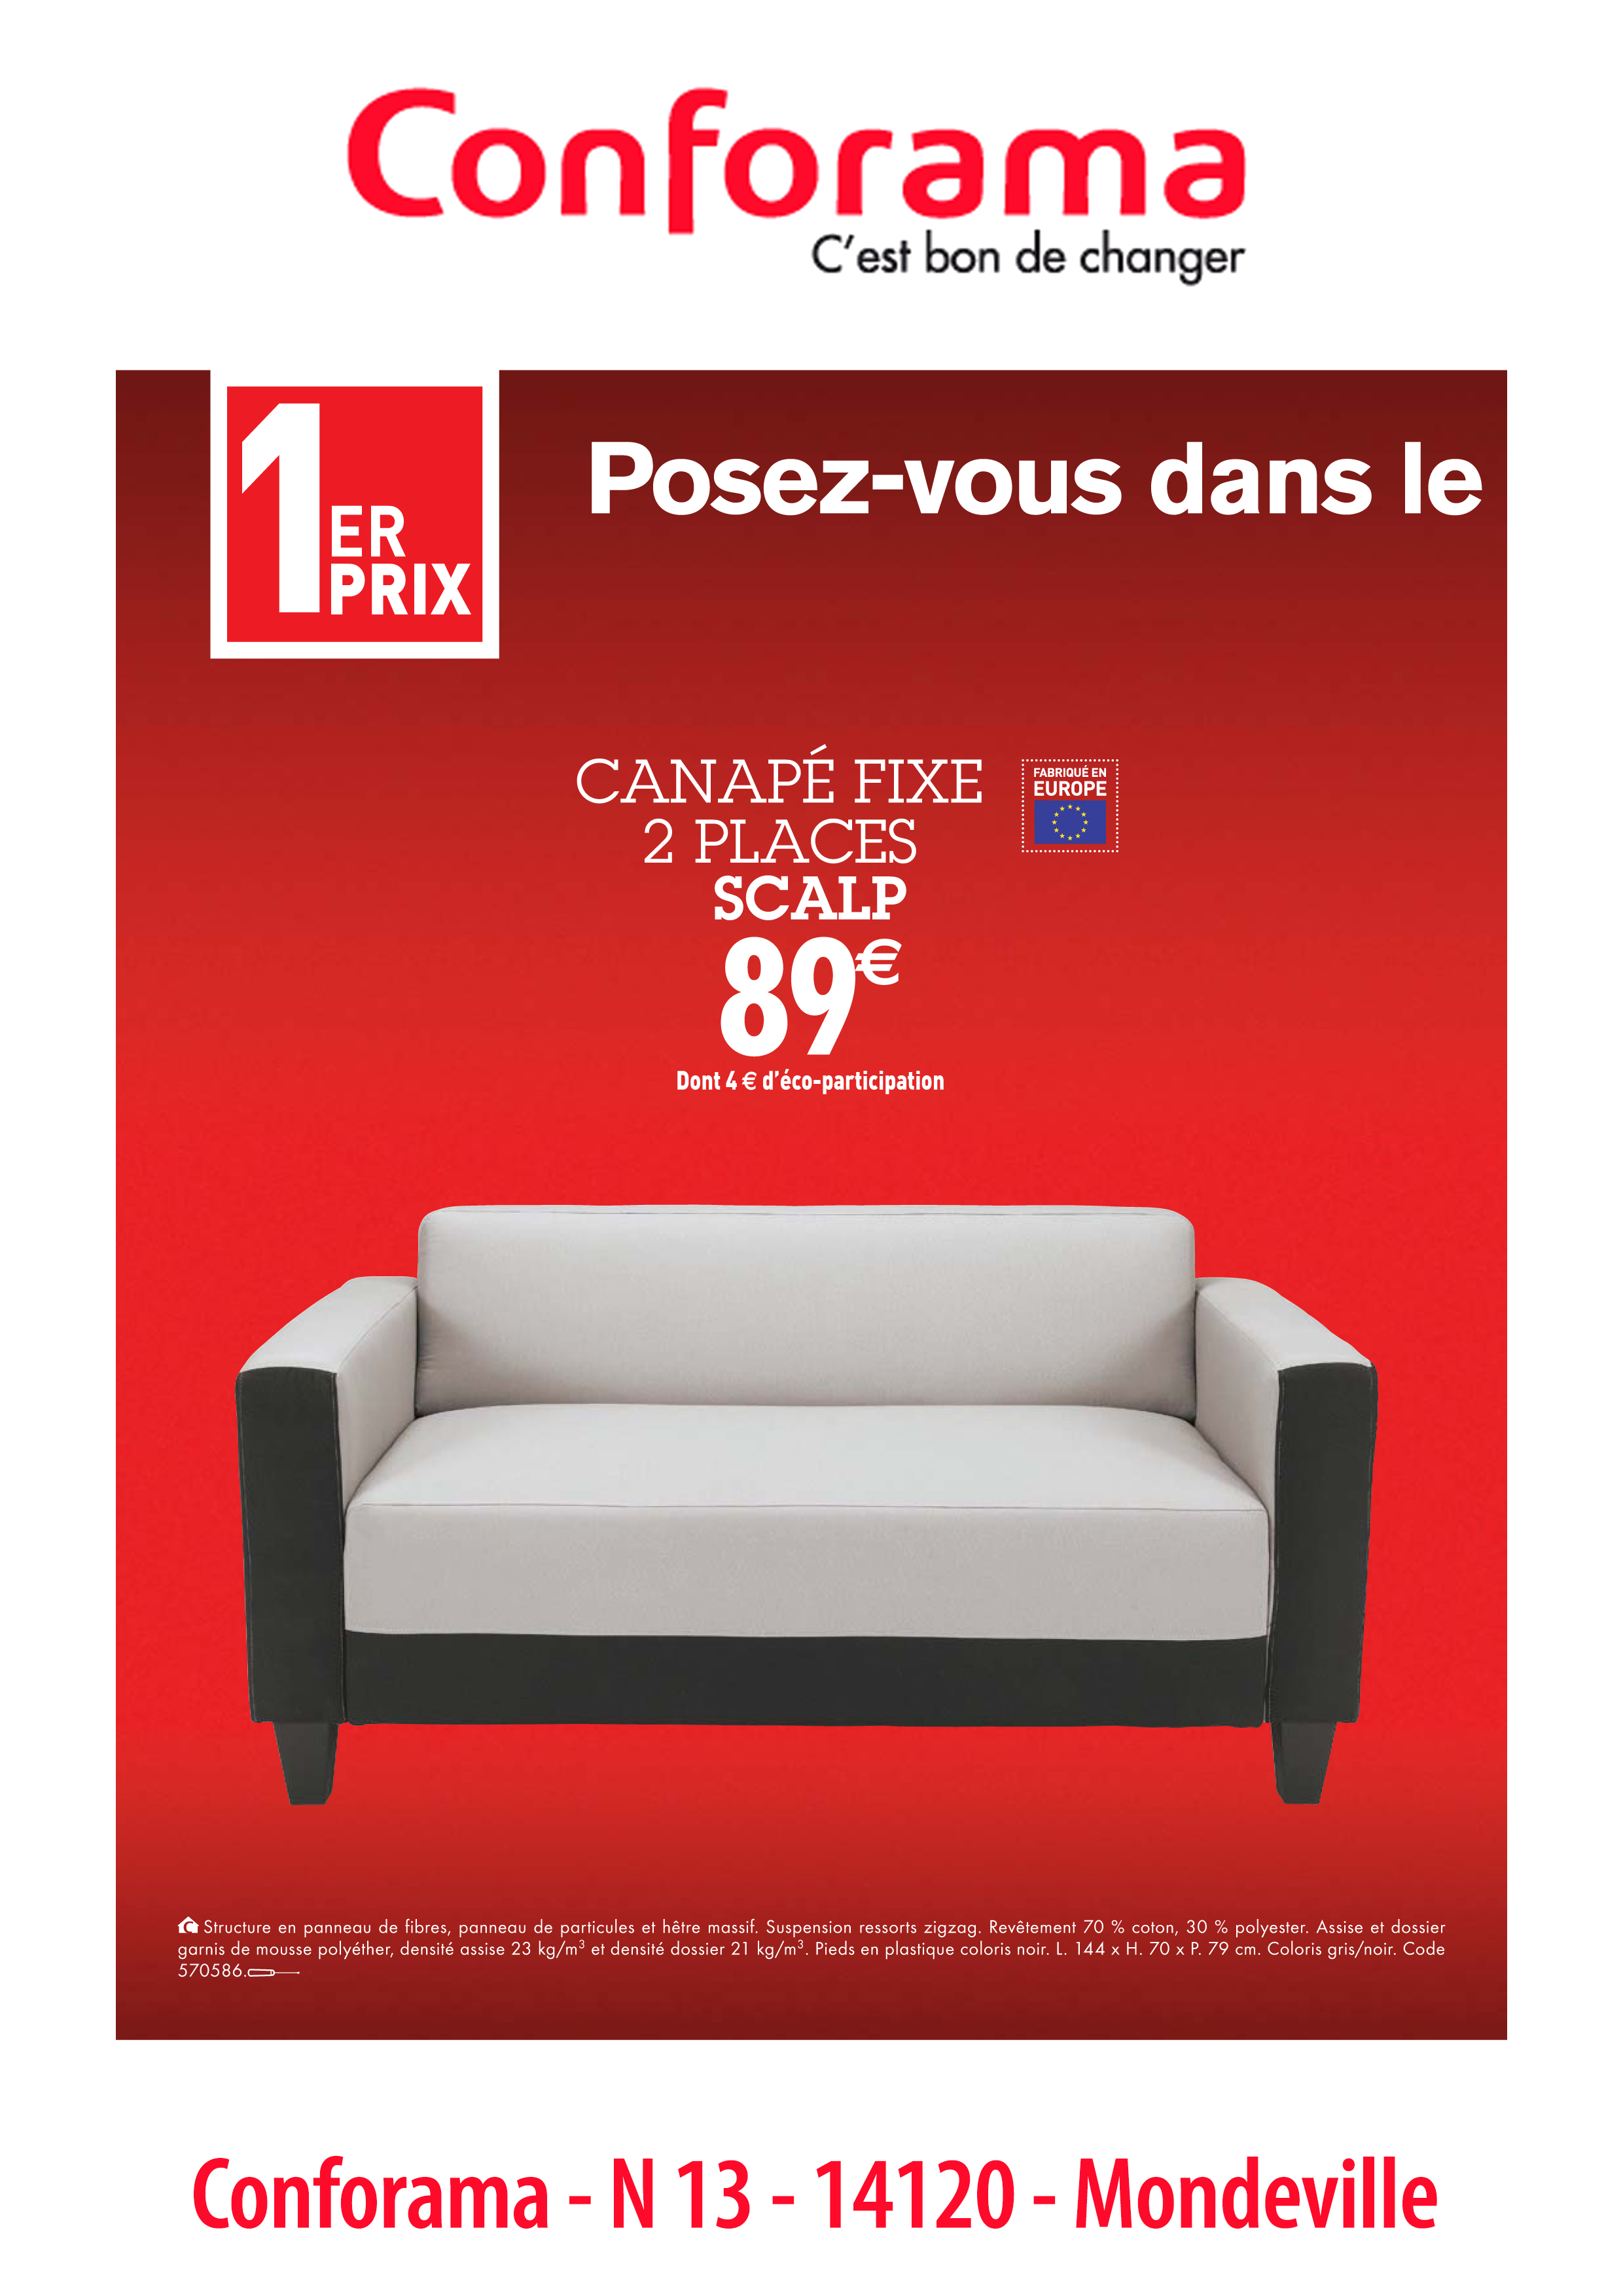 Conforama
C'est bon de changer
1ER
PRIX
Posez-vous dans le
CANAPÉ FIXE
2 PLACES
SCALP
89€
Dont 4 € d'éco-participation
FABRIQUÉ EN
EUROPE
Structure en panneau de fibres, panneau de particules et hêtre massif. Suspension ressorts zigzag. Revêtement 70 % coton, 30 % polyester. Assise et dossier
garnis de mousse polyéther, densité assise 23 kg/m³ et densité dossier 21 kg/m³. Pieds en plastique coloris noir. L. 144 x H. 70 x P. 79 cm. Coloris gris/noir. Code
570586.
Conforama - N 13 - 14120 - Mondeville